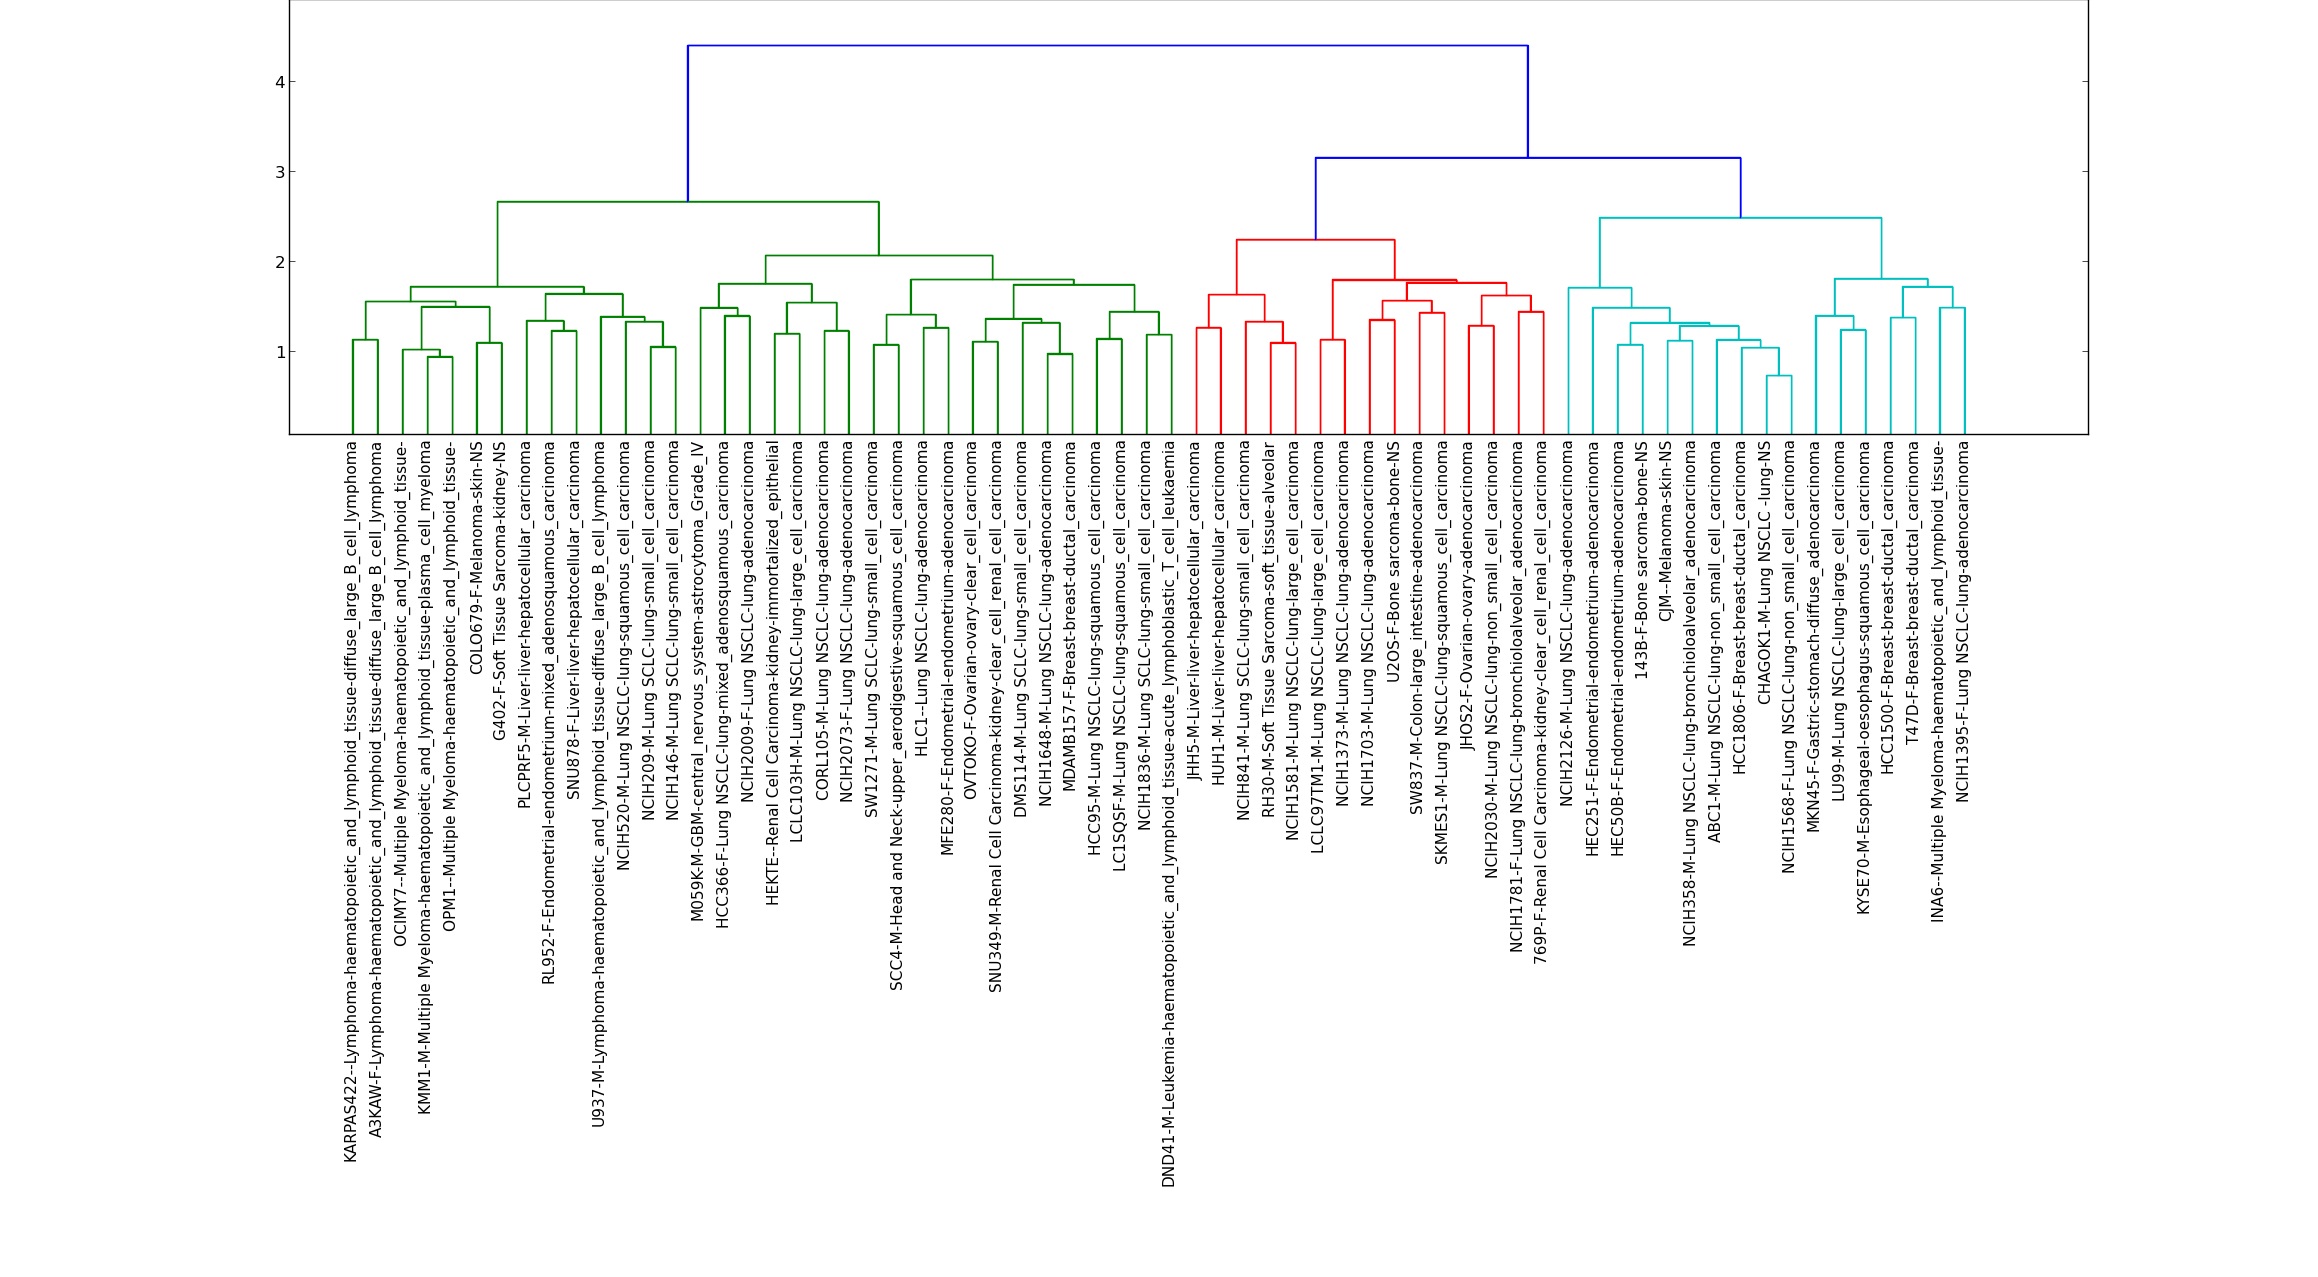 4
3
2
1
KARPAS422--Lymphoma-haematopoietic_and_lymphoid_tissue-diffuse_large_B_cell_lymphoma
A3KAW-F-Lymphoma-haematopoietic_and_lymphoid_tissue-diffuse_large_B_cell_lymphoma
OCIMY7--Multiple Myeloma-haematopoietic_and_lymphoid_tissue-
KMM1-M-Multiple Myeloma-haematopoietic_and_lymphoid_tissue-plasma_cell_myeloma
OPM1--Multiple Myeloma-haematopoietic_and_lymphoid_tissue-
COLO679-F-Melanoma-skin-NS
G402-F-Soft Tissue Sarcoma-kidney-NS
PLCPRF5-M-Liver-liver-hepatocellular_carcinoma
RL952-F-Endometrial-endometrium-mixed_adenosquamous_carcinoma
SNU878-F-Liver-liver-hepatocellular_carcinoma
U937-M-Lymphoma-haematopoietic_and_lymphoid_tissue-diffuse_large_B_cell_lymphoma
NCIH520-M-Lung NSCLC-lung-squamous_cell_carcinoma
NCIH209-M-Lung SCLC-lung-small_cell_carcinoma
NCIH146-M-Lung SCLC-lung-small_cell_carcinoma
M059K-M-GBM-central_nervous_system-astrocytoma_Grade_IV
HCC366-F-Lung NSCLC-lung-mixed_adenosquamous_carcinoma
NCIH2009-F-Lung NSCLC-lung-adenocarcinoma
HEKTE--Renal Cell Carcinoma-kidney-immortalized_epithelial
LCLC103H-M-Lung NSCLC-lung-large_cell_carcinoma
CORL105-M-Lung NSCLC-lung-adenocarcinoma
NCIH2073-F-Lung NSCLC-lung-adenocarcinoma
SW1271-M-Lung SCLC-lung-small_cell_carcinoma
SCC4-M-Head and Neck-upper_aerodigestive-squamous_cell_carcinoma
HLC1--Lung NSCLC-lung-adenocarcinoma
MFE280-F-Endometrial-endometrium-adenocarcinoma
OVTOKO-F-Ovarian-ovary-clear_cell_carcinoma
SNU349-M-Renal Cell Carcinoma-kidney-clear_cell_renal_cell_carcinoma
DMS114-M-Lung SCLC-lung-small_cell_carcinoma
NCIH1648-M-Lung NSCLC-lung-adenocarcinoma
MDAMB157-F-Breast-breast-ductal_carcinoma
HCC95-M-Lung NSCLC-lung-squamous_cell_carcinoma
LC1SQSF-M-Lung NSCLC-lung-squamous_cell_carcinoma
NCIH1836-M-Lung SCLC-lung-small_cell_carcinoma
DND41-M-Leukemia-haematopoietic_and_lymphoid_tissue-acute_lymphoblastic_T_cell_leukaemia
JHH5-M-Liver-liver-hepatocellular_carcinoma
HUH1-M-Liver-liver-hepatocellular_carcinoma
NCIH841-M-Lung SCLC-lung-small_cell_carcinoma
RH30-M-Soft Tissue Sarcoma-soft_tissue-alveolar
NCIH1581-M-Lung NSCLC-lung-large_cell_carcinoma
LCLC97TM1-M-Lung NSCLC-lung-large_cell_carcinoma
NCIH1373-M-Lung NSCLC-lung-adenocarcinoma
NCIH1703-M-Lung NSCLC-lung-adenocarcinoma
U2OS-F-Bone sarcoma-bone-NS
SW837-M-Colon-large_intestine-adenocarcinoma
SKMES1-M-Lung NSCLC-lung-squamous_cell_carcinoma
JHOS2-F-Ovarian-ovary-adenocarcinoma
NCIH2030-M-Lung NSCLC-lung-non_small_cell_carcinoma
NCIH1781-F-Lung NSCLC-lung-bronchioloalveolar_adenocarcinoma
769P-F-Renal Cell Carcinoma-kidney-clear_cell_renal_cell_carcinoma
NCIH2126-M-Lung NSCLC-lung-adenocarcinoma
HEC251-F-Endometrial-endometrium-adenocarcinoma
HEC50B-F-Endometrial-endometrium-adenocarcinoma
143B-F-Bone sarcoma-bone-NS
CJM--Melanoma-skin-NS
NCIH358-M-Lung NSCLC-lung-bronchioloalveolar_adenocarcinoma
ABC1-M-Lung NSCLC-lung-non_small_cell_carcinoma
HCC1806-F-Breast-breast-ductal_carcinoma
CHAGOK1-M-Lung NSCLC -lung-NS
NCIH1568-F-Lung NSCLC-lung-non_small_cell_carcinoma
MKN45-F-Gastric-stomach-diffuse_adenocarcinoma
LU99-M-Lung NSCLC-lung-large_cell_carcinoma
KYSE70-M-Esophageal-oesophagus-squamous_cell_carcinoma
HCC1500-F-Breast-breast-ductal_carcinoma
T47D-F-Breast-breast-ductal_carcinoma
INA6--Multiple Myeloma-haematopoietic_and_lymphoid_tissue-
NCIH1395-F-Lung NSCLC-lung-adenocarcinoma